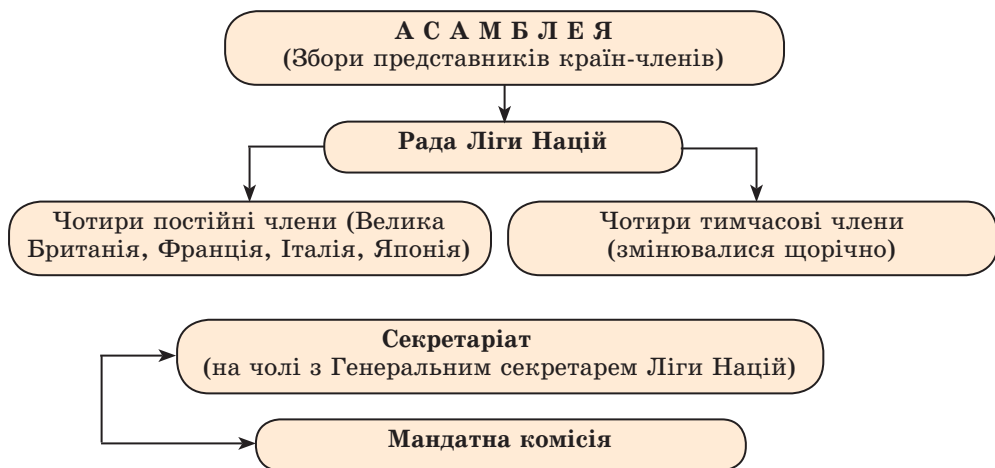 АСАМБЛЕЯ
(Збори представників країн-членів)
Рада Ліги Націй
Чотири постійні члени (Велика
Британія, Франція, Італія, Японія)
Чотири тимчасові члени
(змінювалися щорічно)
Секретаріат
(на чолі з Генеральним секретарем Ліги Націй)
Мандатна комісія